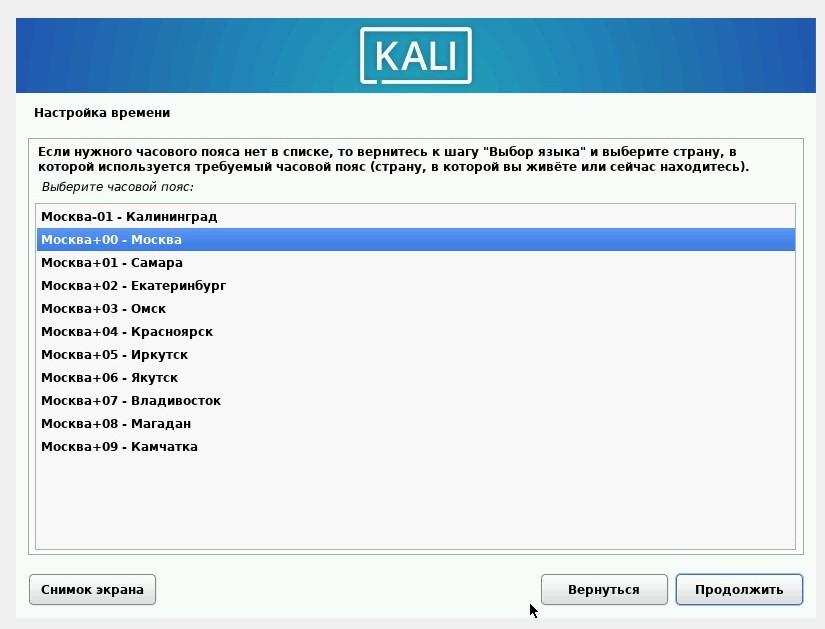 KALI
Настройка времени
Если нужного часового пояса нет в списке, то вернитесь к шагу "Выбор языка" и выберите страну, в
которой используется требуемый часовой пояс (страну, в которой вы живёте или сейчас находитесь).
Выберите часовой пояс:
Москва-01 - Калининград
Москва+00 - Москва
Москва+01 - Самара
Москва+02 - Екатеринбург
Москва+03 - Омск
Москва+04 - Красноярск
Москва+05 - Иркутск
Москва+06 - Якутск
Москва+07 - Владивосток
Москва+08 - Магадан
Москва+09 - Камчатка
Снимок экрана
Вернуться
Продолжить